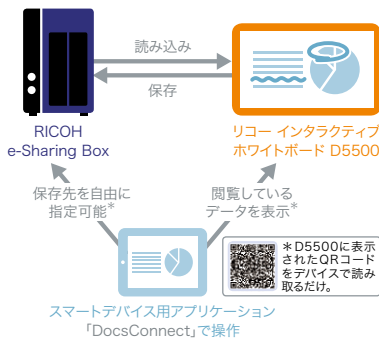 読み込み
保存
RICOH
e-Sharing Box
リコー インタラクティブ
ホワイトボード D5500
保存先を自由に
指定可能*
閲覧している
データを表示*
*D5500に表示
されたQRコード
をデバイスで読み
取るだけ。
スマートデバイス用アプリケーション
「DocsConnect」で操作